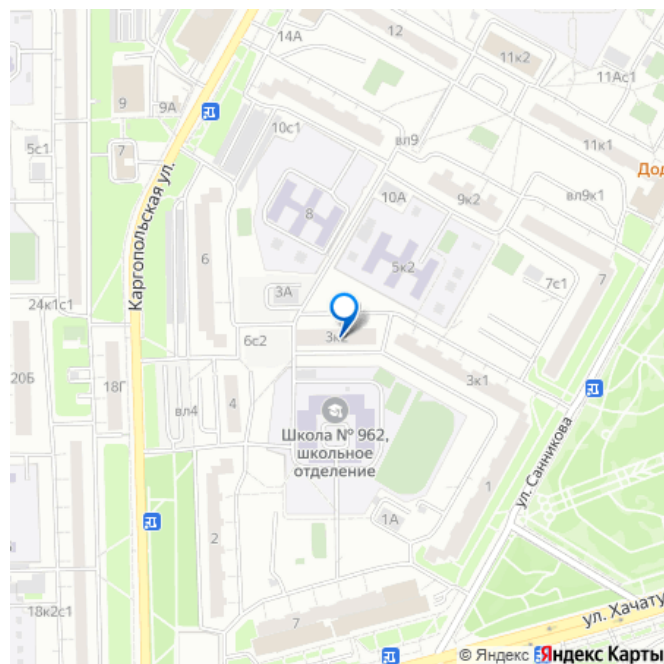 14А
12
11к2
11Ас1
9
9А
10с1
вл9
11к1
5с1
7
Каргопольская ул.
Дод
8
10А
9к2
вл9к1
6
5к2
7с1
7
3А
24к1с1
6с2
3к2
3к1
20Б
18Г
вл4
4
Школа № 962,
школьное
отделение
ул. Санникова
1
1А
2
18к2с1
7
ул. Хачату
© Яндекс Яндекс Карты